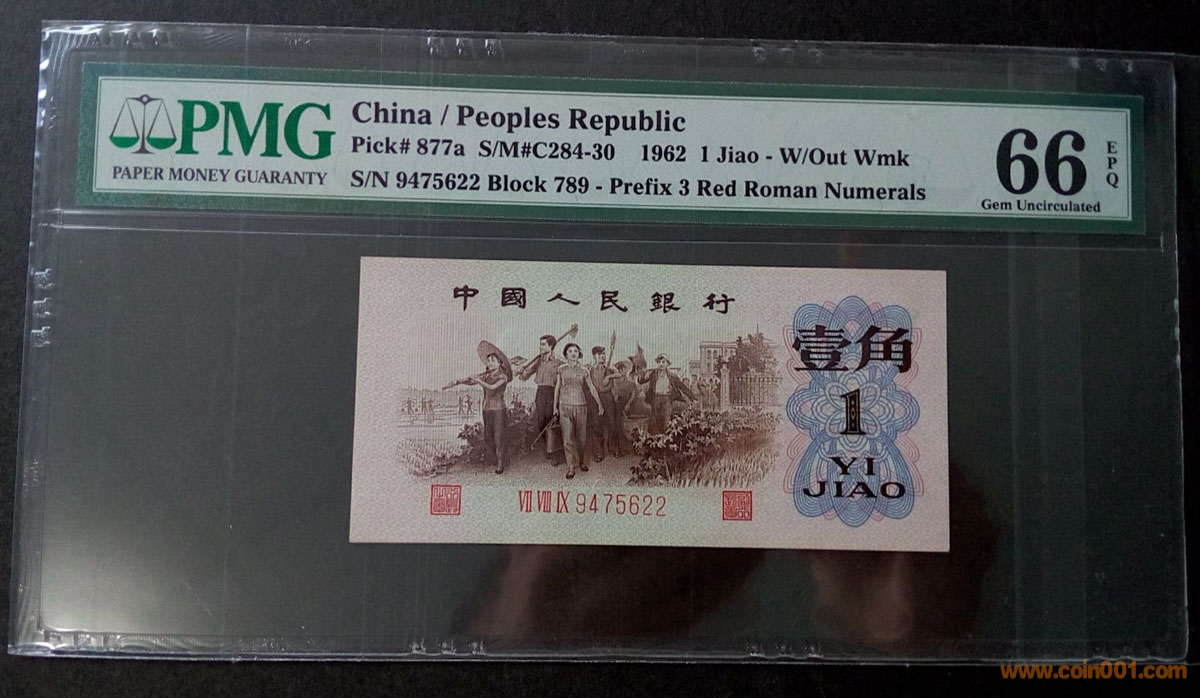 PMG
PAPER MONEY GUARANTY
China / Peoples Republic
Pick# 877a S/M#C284-30 1962 1 Jiao - W/Out Wmk
S/N 9475622 Block 789 - Prefix 3 Red Roman Numerals
66
EPQ
Gem Uncirculated
中國人民銀行
壹角
1
YI
JIAO
VII VIII IX 9475622
www.coin001.com